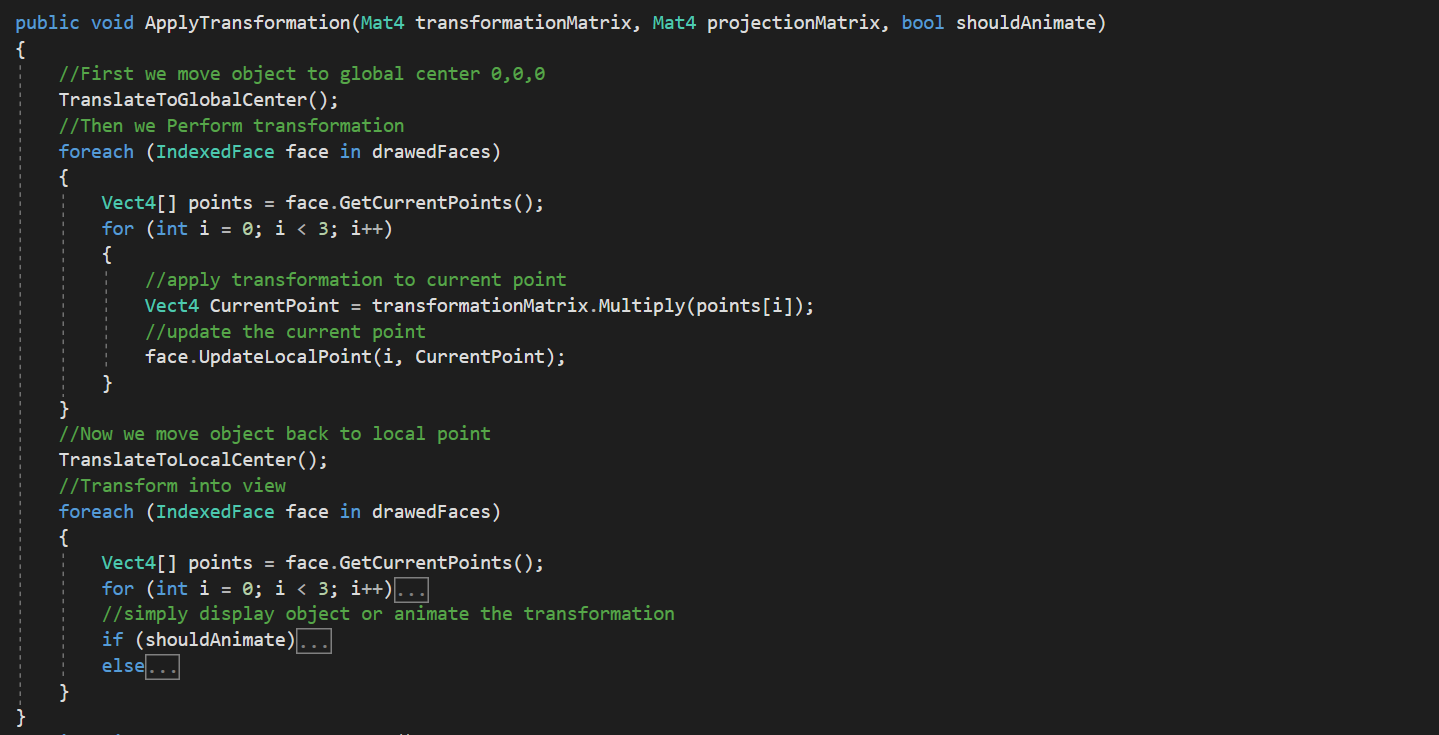 public void ApplyTransformation(Mat4 transformationMatrix, Mat4 projectionMatrix, bool shouldAnimate)
{
    //First we move object to global center 0,0,0
    TranslateToGlobalCenter();
    //Then we Perform transformation
    foreach (IndexedFace face in drawedFaces)
    {
        Vect4[] points = face.GetCurrentPoints();
        for (int i = 0; i < 3; i++)
        {
            //apply transformation to current point
            Vect4 CurrentPoint = transformationMatrix.Multiply(points[i]);
            //update the current point
            face.UpdateLocalPoint(i, CurrentPoint);
        }
    }
    //Now we move object back to local point
    TranslateToLocalCenter();
    //Transform into view
    foreach (IndexedFace face in drawedFaces)
    {
        Vect4[] points = face.GetCurrentPoints();
        for (int i = 0; i < 3; i++)...
        //simply display object or animate the transformation
        if (shouldAnimate)...
        else...
    }
}